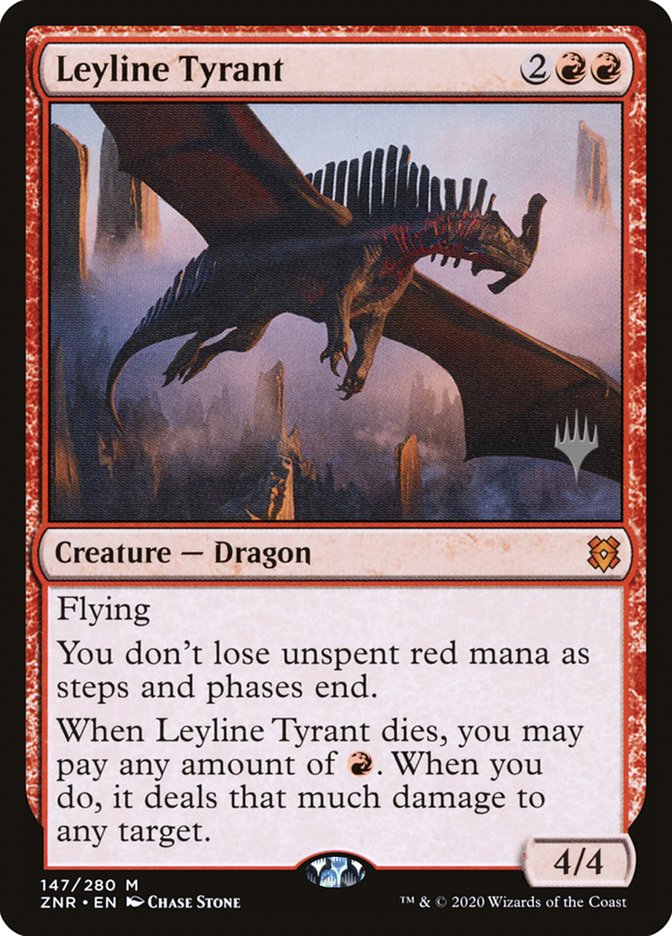 Leyline Tyrant 2
Creature — Dragon
Flying
You don't lose unspent red mana as
steps and phases end.
When Leyline Tyrant dies, you may
pay any amount of . When you
do, it deals that much damage to
any target.
4/4
147/280 M
ZNR • EN Chase Stone
™ & © 2020 Wizards of the Coast